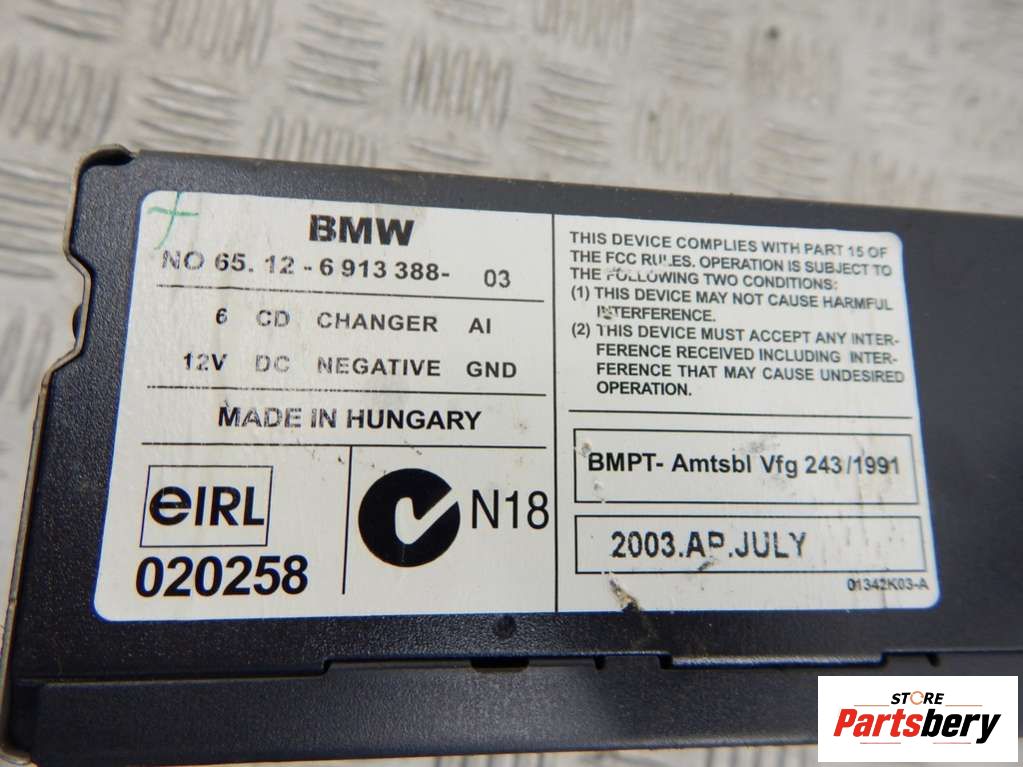 BMW
NO 65. 12 - 6 913 388- 03
6 CD CHANGER AI
12V DC NEGATIVE GND
MADE IN HUNGARY
eIRL
020258
N18
THIS DEVICE COMPLIES WITH PART 15 OF
THE FCC RULES. OPERATION IS SUBJECT TO
THE FOLLOWING TWO CONDITIONS:
(1) THIS DEVICE MAY NOT CAUSE HARMFUL
INTERFERENCE.
(2) THIS DEVICE MUST ACCEPT ANY INTER-
FERENCE RECEIVED INCLUDING INTER-
FERENCE THAT MAY CAUSE UNDESIRED
OPERATION.
BMPT- Amtsbl Vfg 243/1991
2003.AP.JULY
01342K03-A
STORE
Partsbery